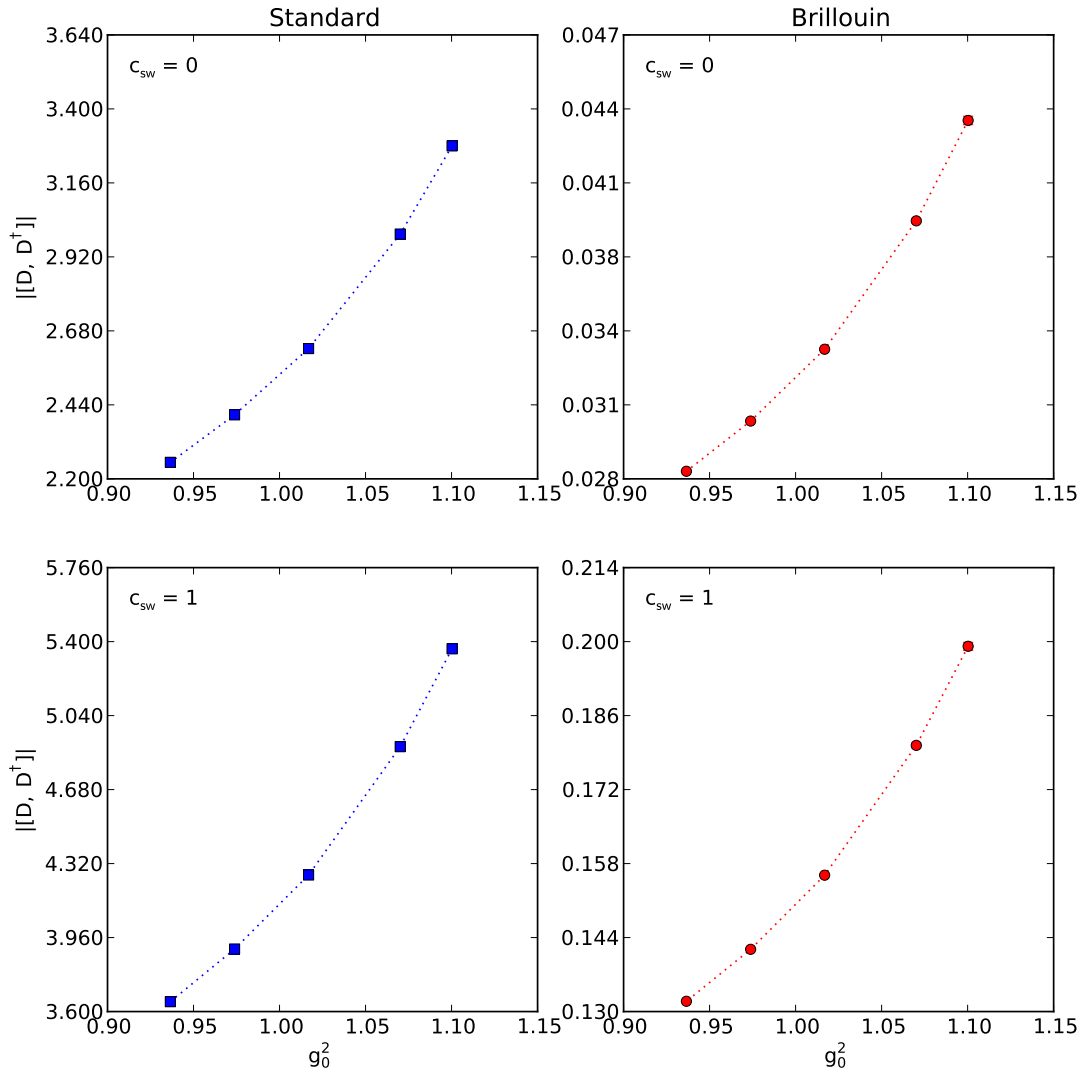 Standard
3.640
3.400
3.160
2.920
2.680
2.440
2.200
c_sw = 0
|[D, D†]|
0.90 0.95 1.00 1.05 1.10 1.15
Brillouin
0.047
0.044
0.041
0.038
0.034
0.031
0.028
c_sw = 0
0.90 0.95 1.00 1.05 1.10 1.15
5.760
5.400
5.040
4.680
4.320
3.960
3.600
c_sw = 1
|[D, D†]|
0.90 0.95 1.00 1.05 1.10 1.15
g₀²
0.214
0.200
0.186
0.172
0.158
0.144
0.130
c_sw = 1
0.90 0.95 1.00 1.05 1.10 1.15
g₀²